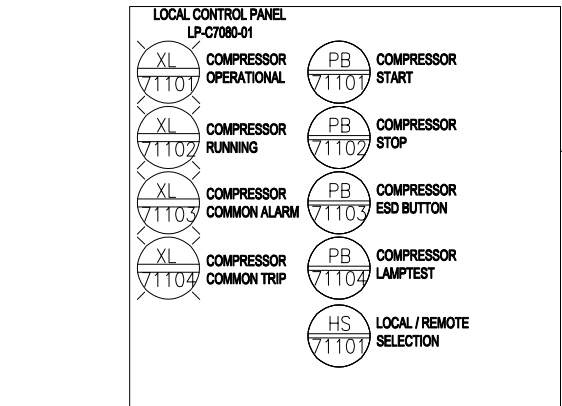 LOCAL CONTROL PANEL
LP-C7080-01
XL
71101
COMPRESSOR
OPERATIONAL
PB
71101
COMPRESSOR
START
XL
71102
COMPRESSOR
RUNNING
PB
71102
COMPRESSOR
STOP
XL
71103
COMPRESSOR
COMMON ALARM
PB
71103
COMPRESSOR
ESD BUTTON
XL
71104
COMPRESSOR
COMMON TRIP
PB
71104
COMPRESSOR
LAMPTEST
HS
71101
LOCAL / REMOTE
SELECTION